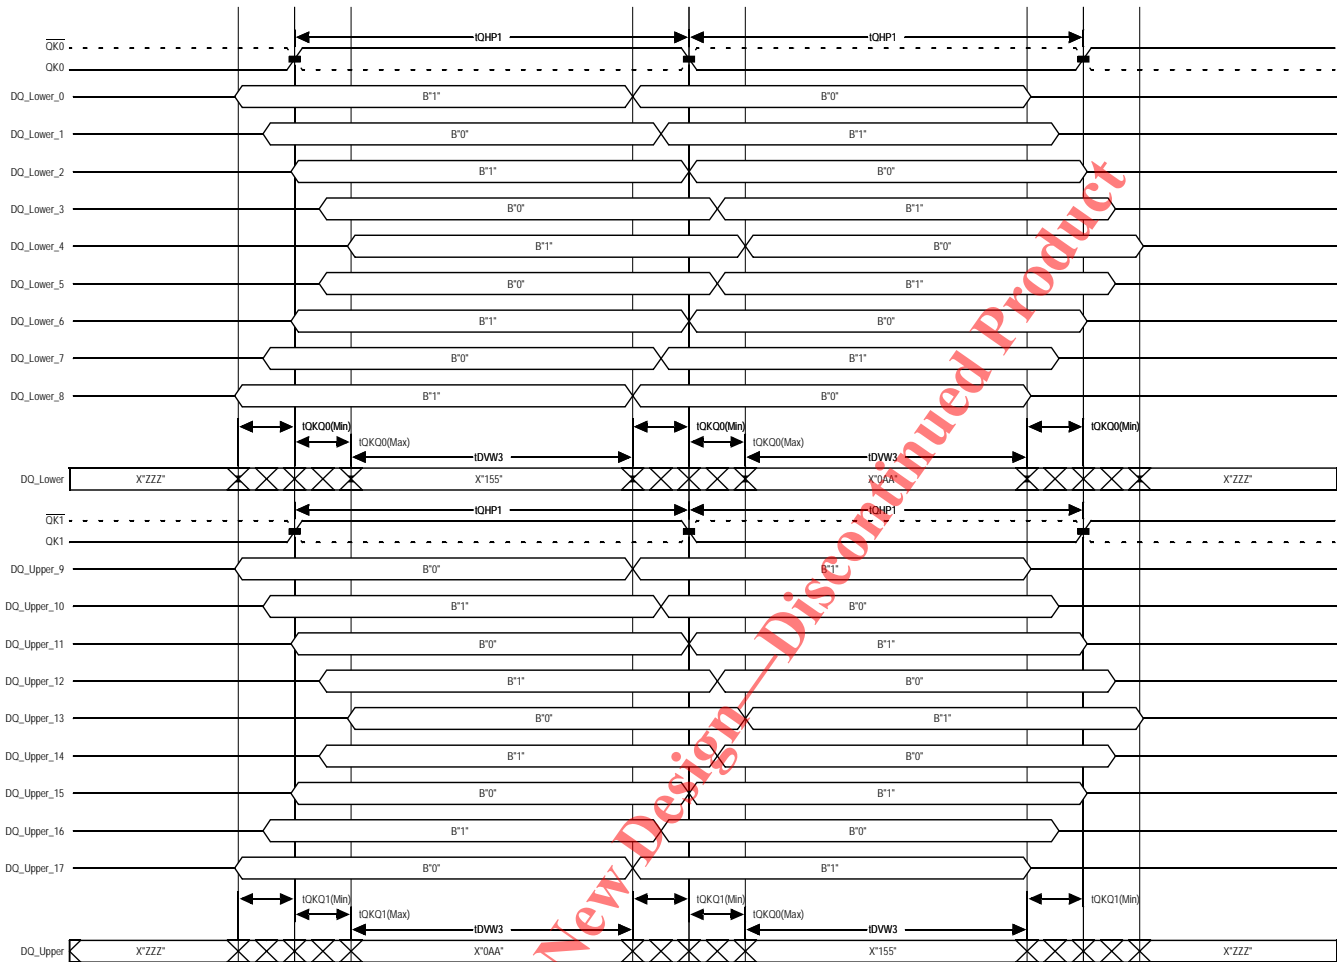 tQHP1 tQHP1
QK0
QK0
DQ_Lower_0 B"1" B"0"
DQ_Lower_1 B"0" B"1"
DQ_Lower_2 B"1" B"0"
DQ_Lower_3 B"0" B"1"
DQ_Lower_4 B"1" B"0"
DQ_Lower_5 B"0" B"1"
DQ_Lower_6 B"1" B"0"
DQ_Lower_7 B"0" B"1"
DQ_Lower_8 B"1" B"0"
tQKQ0(Min) tQKQ0(Min) tQKQ0(Min)
tQKQ0(Max) tQKQ0(Max)
tDVW3 tDVW3
DQ_Lower X"ZZZ" X"155" X"0AA" X"ZZZ"
tQHP1 tQHP1
QK1
QK1
DQ_Upper_9 B"0" B"1"
DQ_Upper_10 B"1" B"0"
DQ_Upper_11 B"0" B"1"
DQ_Upper_12 B"1" B"0"
DQ_Upper_13 B"0" B"1"
DQ_Upper_14 B"1" B"0"
DQ_Upper_15 B"0" B"1"
DQ_Upper_16 B"1" B"0"
DQ_Upper_17 B"0" B"1"
tQKQ1(Min) tQKQ1(Min) tQKQ1(Min)
tQKQ1(Max) tQKQ0(Max)
tDVW3 tDVW3
DQ_Upper X"ZZZ" X"0AA" X"155" X"ZZZ"
New Design—Discontinued Product